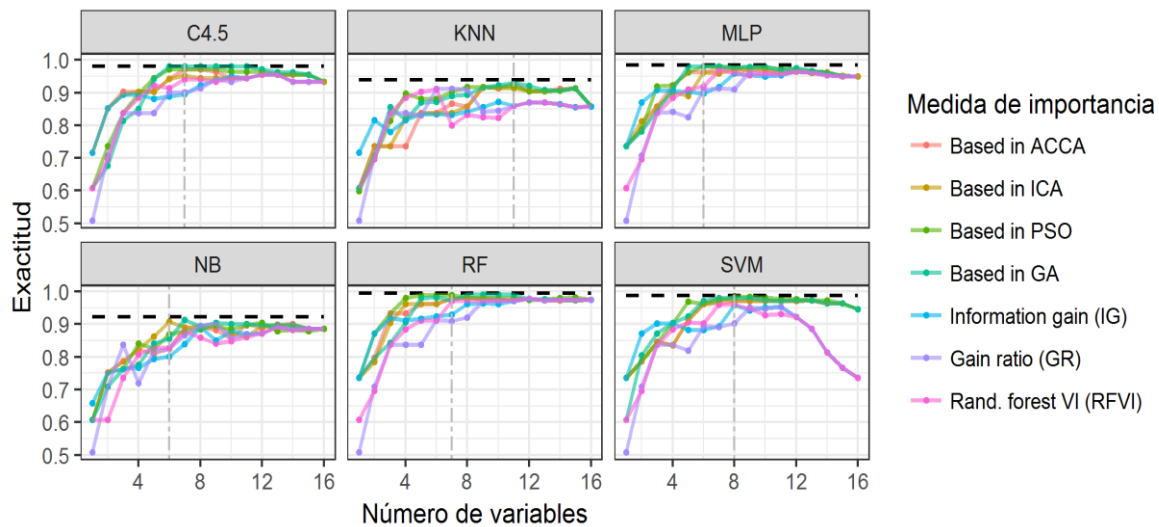 C4.5
KNN
MLP
1.0
0.9
0.8
0.7
0.6
0.5
NB
RF
SVM
1.0
0.9
0.8
0.7
0.6
0.5
Exactitud
4 8 12 16
4 8 12 16
4 8 12 16
Número de variables
Medida de importancia
Based in ACCA
Based in ICA
Based in PSO
Based in GA
Information gain (IG)
Gain ratio (GR)
Rand. forest VI (RFVI)